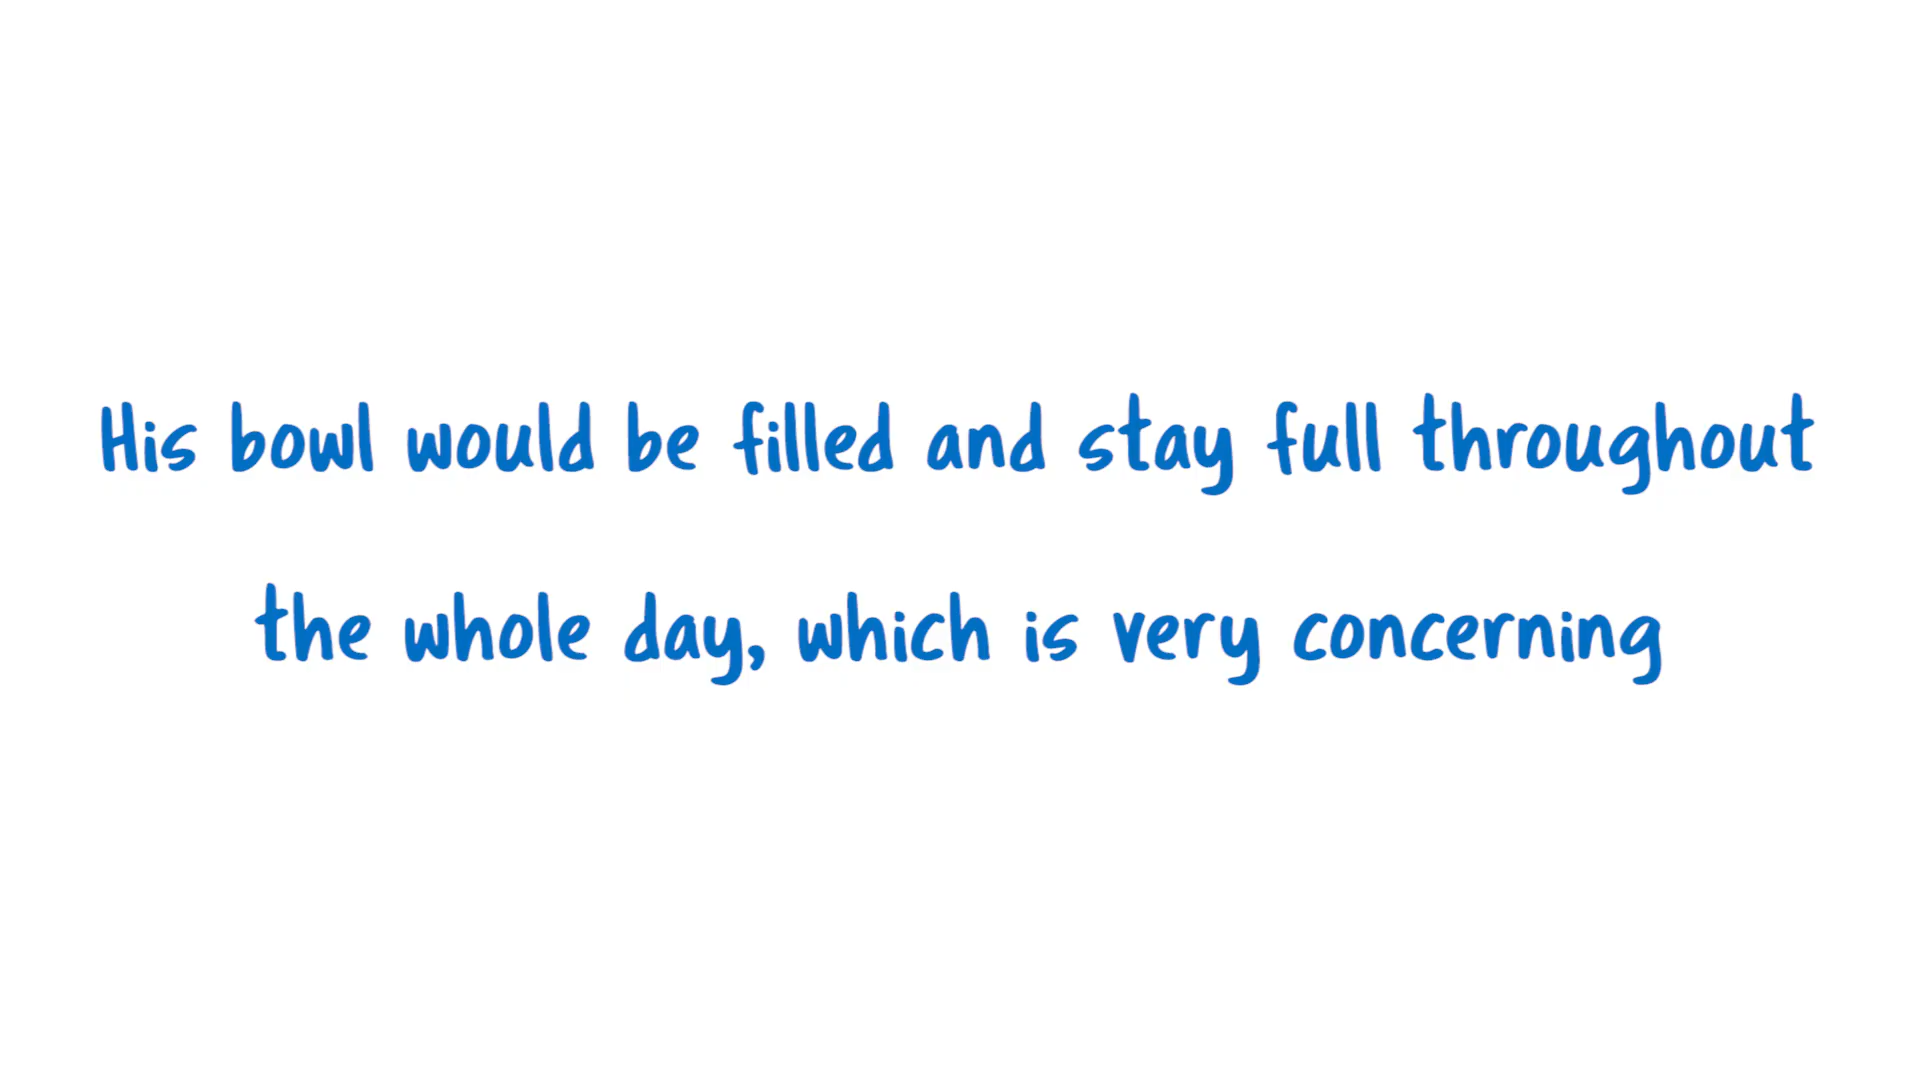 His bowl would be filled and stay full throughout
the whole day, which is very concerning